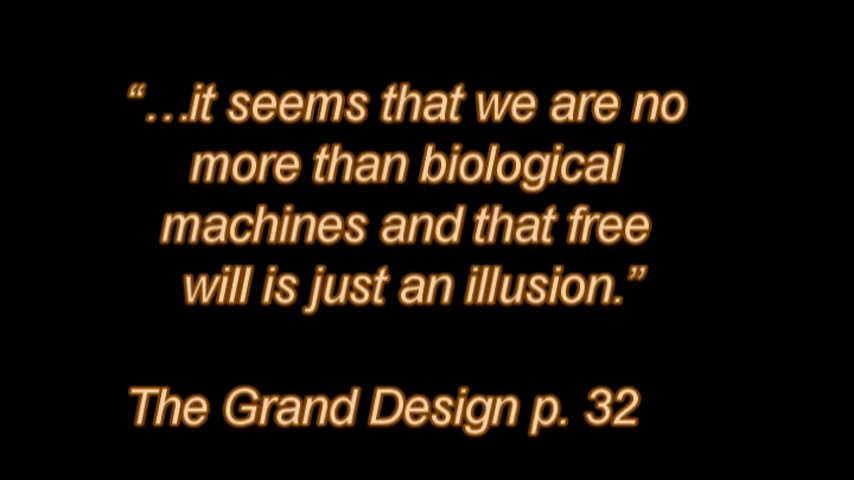 “…it seems that we are no
more than biological
machines and that free
will is just an illusion.”
The Grand Design p. 32